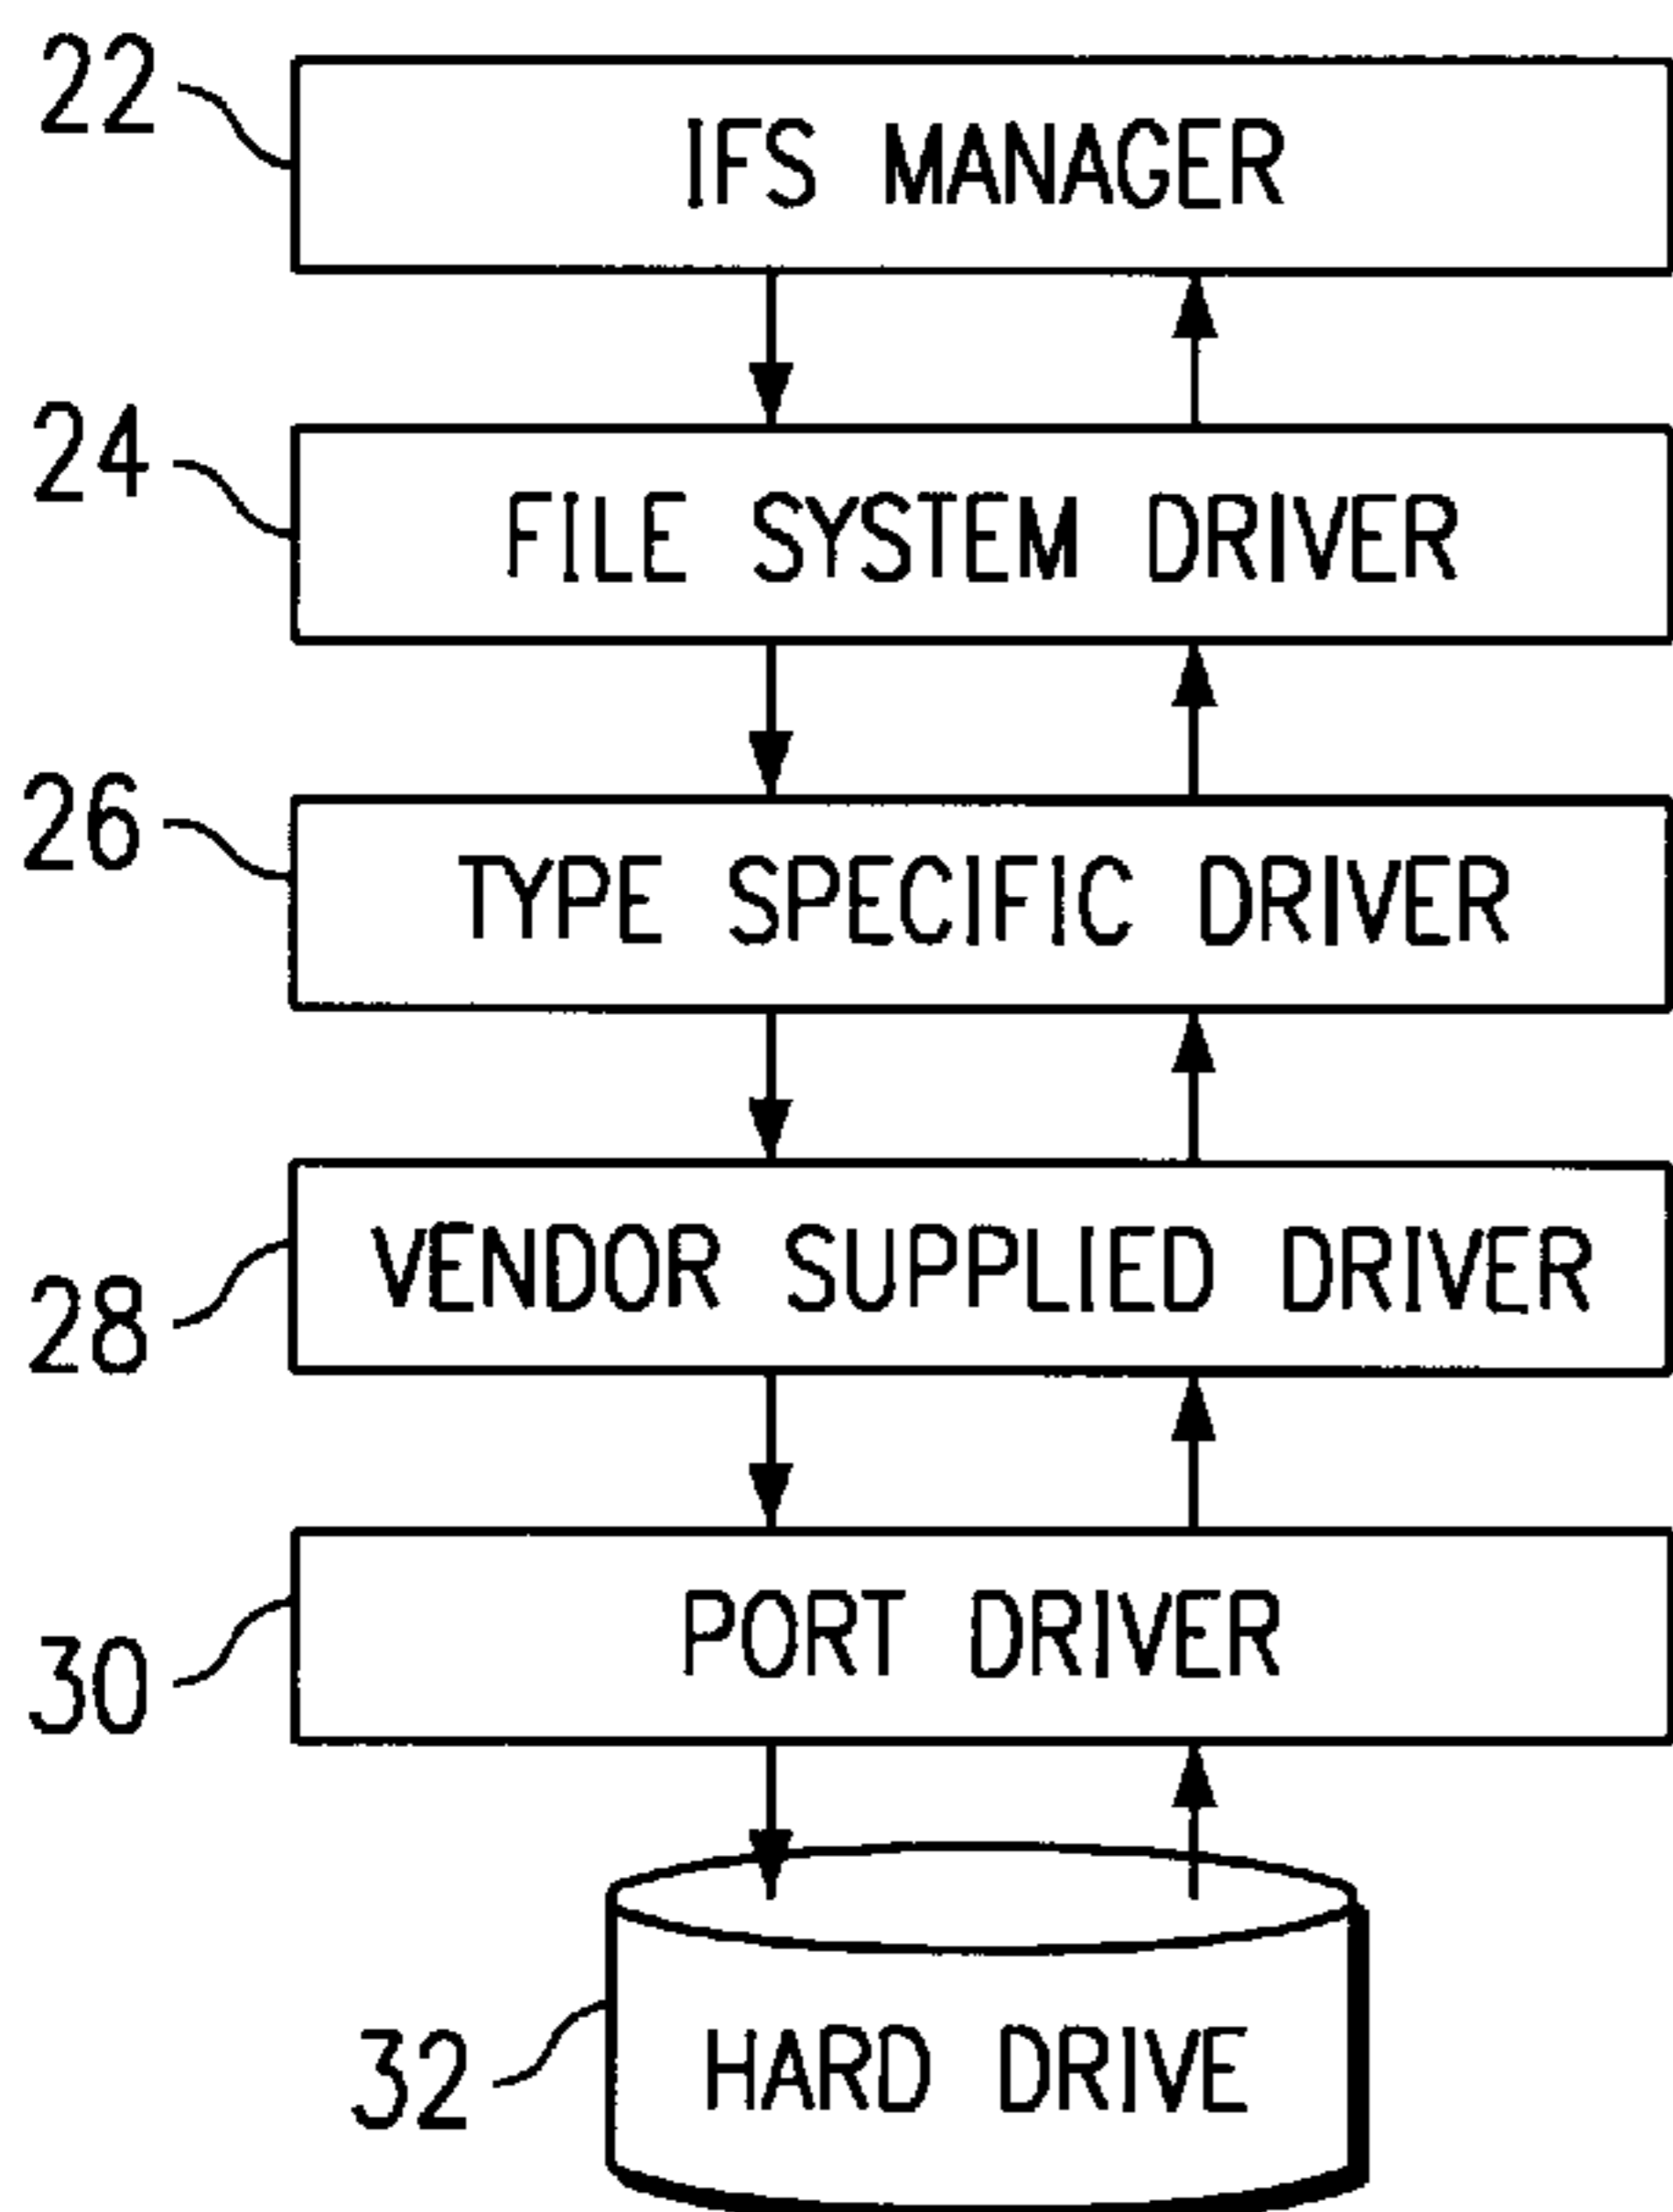 22
IFS MANAGER
24
FILE SYSTEM DRIVER
26
TYPE SPECIFIC DRIVER
28
VENDOR SUPPLIED DRIVER
30
PORT DRIVER
32
HARD DRIVE